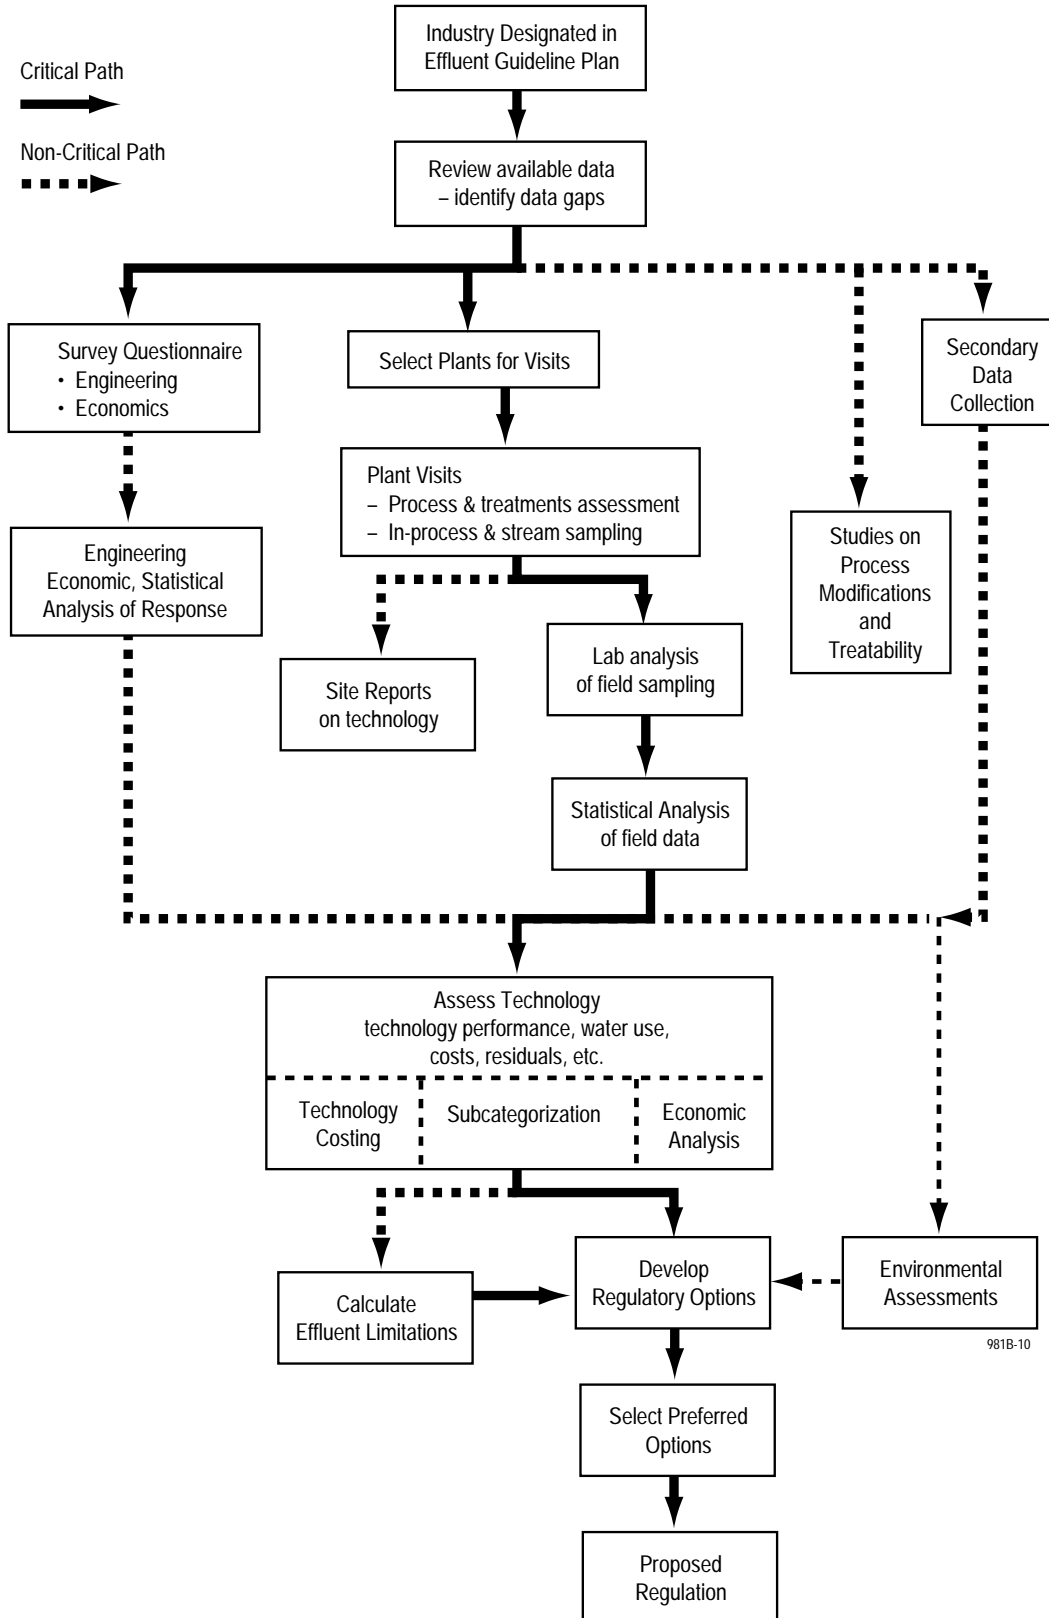 Industry Designated in
Effluent Guideline Plan
Critical Path
Non-Critical Path
Review available data
– identify data gaps
Survey Questionnaire
• Engineering
• Economics
Select Plants for Visits
Secondary
Data
Collection
Plant Visits
– Process & treatments assessment
– In-process & stream sampling
Engineering
Economic, Statistical
Analysis of Response
Studies on
Process
Modifications
and
Treatability
Site Reports
on technology
Lab analysis
of field sampling
Statistical Analysis
of field data
Assess Technology
technology performance, water use,
costs, residuals, etc.
Technology
Costing
Subcategorization
Economic
Analysis
Calculate
Effluent Limitations
Develop
Regulatory Options
Environmental
Assessments
981B-10
Select Preferred
Options
Proposed
Regulation